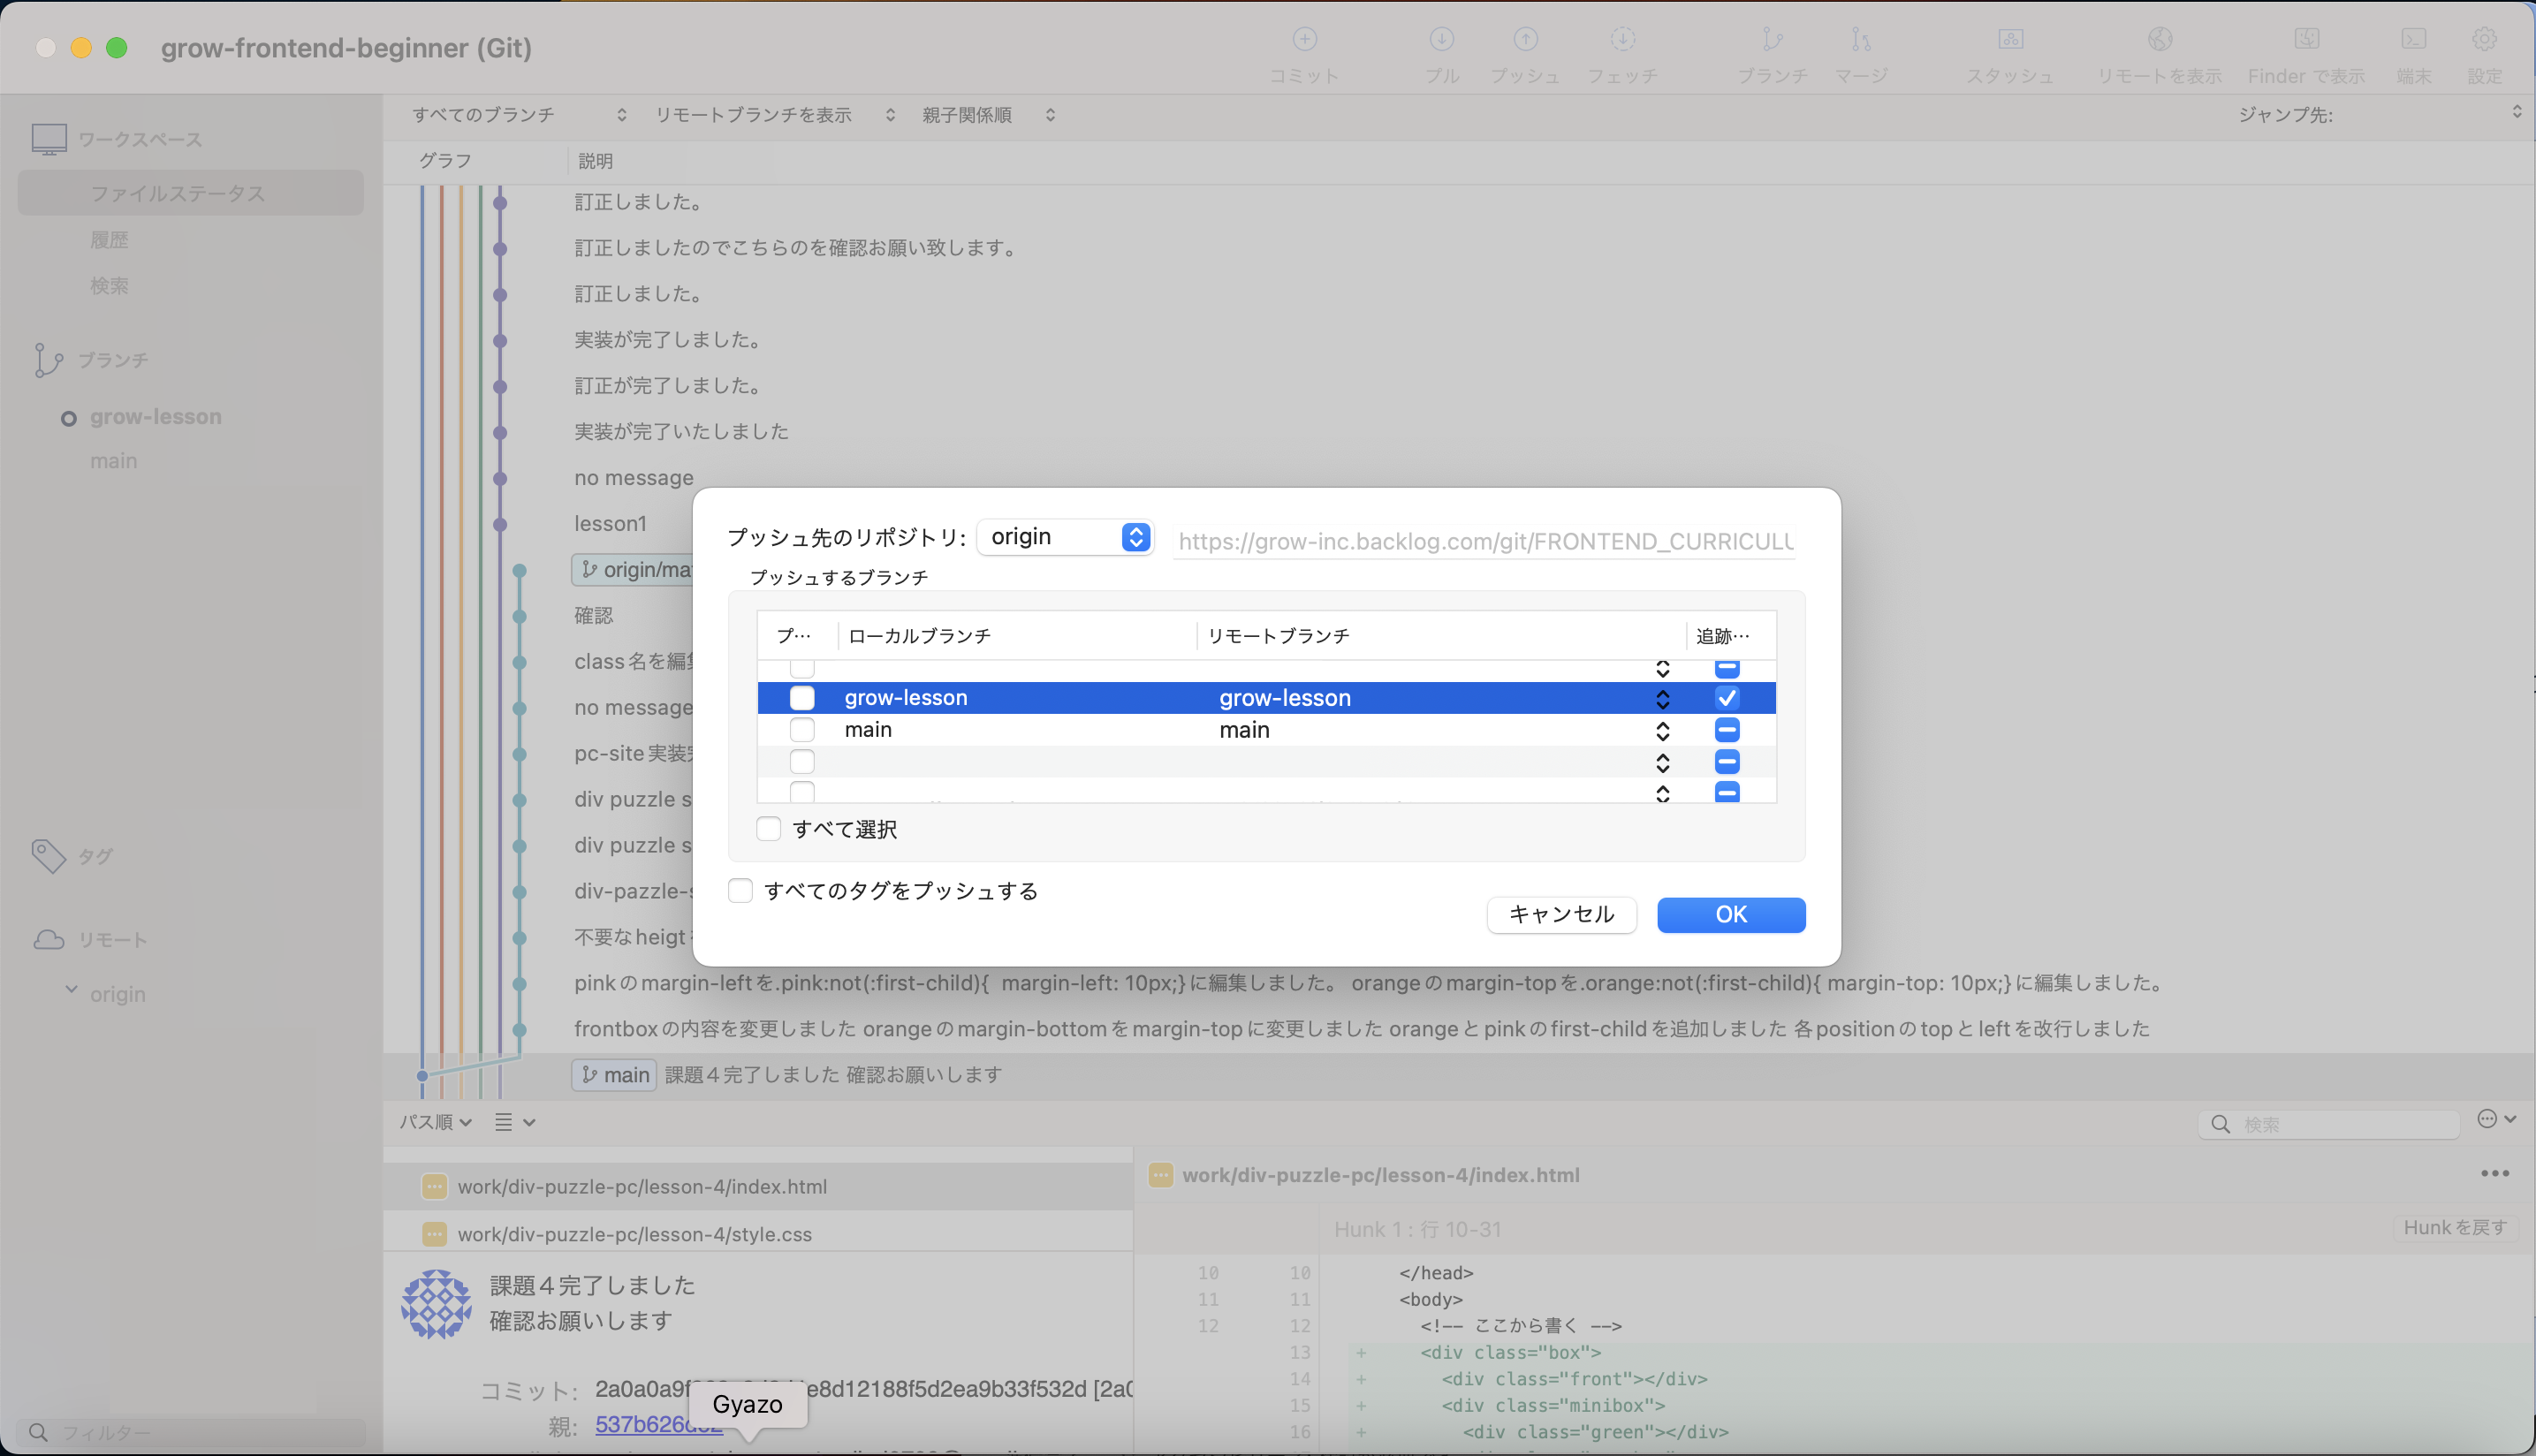 grow-frontend-beginner (Git)
コミット
プル
プッシュ
フェッチ
ブランチ
マージ
スタッシュ
リモートを表示
Finder で表示
端末
設定
ワークスペース
ファイルステータス
履歴
検索
ブランチ
grow-lesson
main
タグ
リモート
origin
フィルター
すべてのブランチ
リモートブランチを表示
親子関係順
ジャンプ先:
グラフ
説明
訂正しました。
訂正しましたのでこちらのを確認お願い致します。
訂正しました。
実装が完了しました。
訂正が完了しました。
実装が完了いたしました
no message
lesson1
origin/ma
確認
class名を編
no message
pc-site実装
div puzzle s
div puzzle s
div-pazzle-s
不要なheigt
pinkのmargin-leftを.pink:not(:first-child){ margin-left: 10px;}に編集しました。 orangeのmargin-topを.orange:not(:first-child){ margin-top: 10px;}に編集しました。
frontboxの内容を変更しました orangeのmargin-bottomをmargin-topに変更しました orangeとpinkのfirst-childを追加しました 各positionのtopとleftを改行しました
main 課題４完了しました 確認お願いします
プッシュ先のリポジトリ: origin https://grow-inc.backlog.com/git/FRONTEND_CURRICULU
プッシュするブランチ
プ… ローカルブランチ リモートブランチ 追跡…
grow-lesson grow-lesson
main main
すべて選択
すべてのタグをプッシュする
キャンセル OK
パス順
検索
work/div-puzzle-pc/lesson-4/index.html
work/div-puzzle-pc/lesson-4/style.css
課題４完了しました
確認お願いします
コミット:
e8d12188f5d2ea9b33f532d [2a0
親: 537b626d
Gyazo
work/div-puzzle-pc/lesson-4/index.html
Hunk 1 : 行 10-31
Hunkを戻す
10 10 </head>
11 11 <body>
12 12 <!-- ここから書く -->
13 + <div class="box">
14 + <div class="front"></div>
15 + <div class="minibox">
16 + <div class="green"></div>